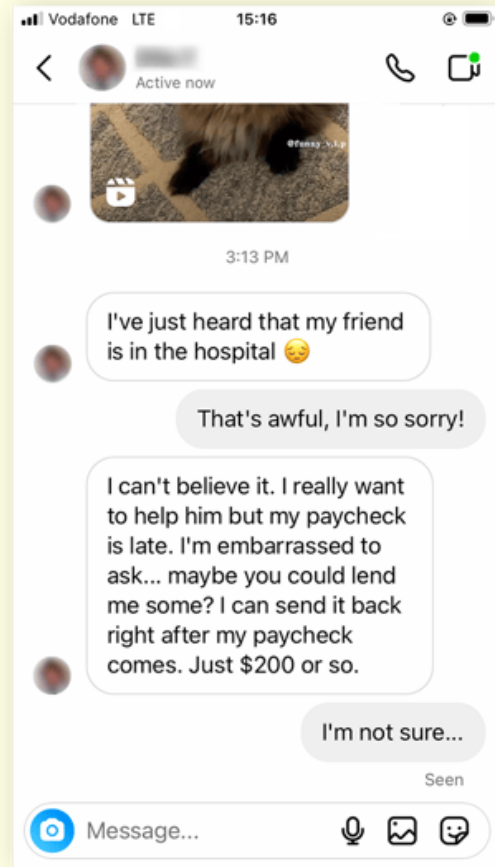 Vodafone LTE 15:16
Active now
@funny_v.i.p
3:13 PM
I've just heard that my friend
is in the hospital 😔
That's awful, I'm so sorry!
I can't believe it. I really want
to help him but my paycheck
is late. I'm embarrassed to
ask... maybe you could lend
me some? I can send it back
right after my paycheck
comes. Just $200 or so.
I'm not sure...
Seen
Message...